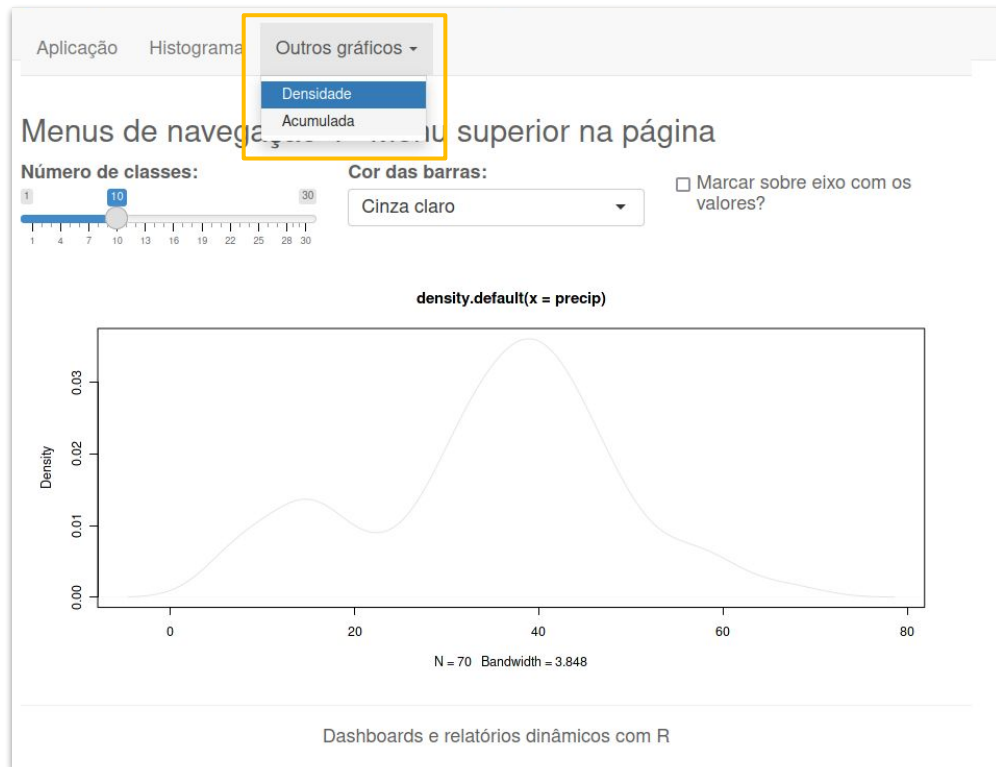 Aplicação Histograma Outros gráficos
Densidade
Acumulada
Menus de navegação superior na página
Número de classes:
1 10 30
1 4 7 10 13 16 19 22 25 28 30
Cor das barras:
Cinza claro
Marcar sobre eixo com os
valores?
density.default(x = precip)
Density
0.00 0.01 0.02 0.03
0 20 40 60 80
N = 70 Bandwidth = 3.848
Dashboards e relatórios dinâmicos com R